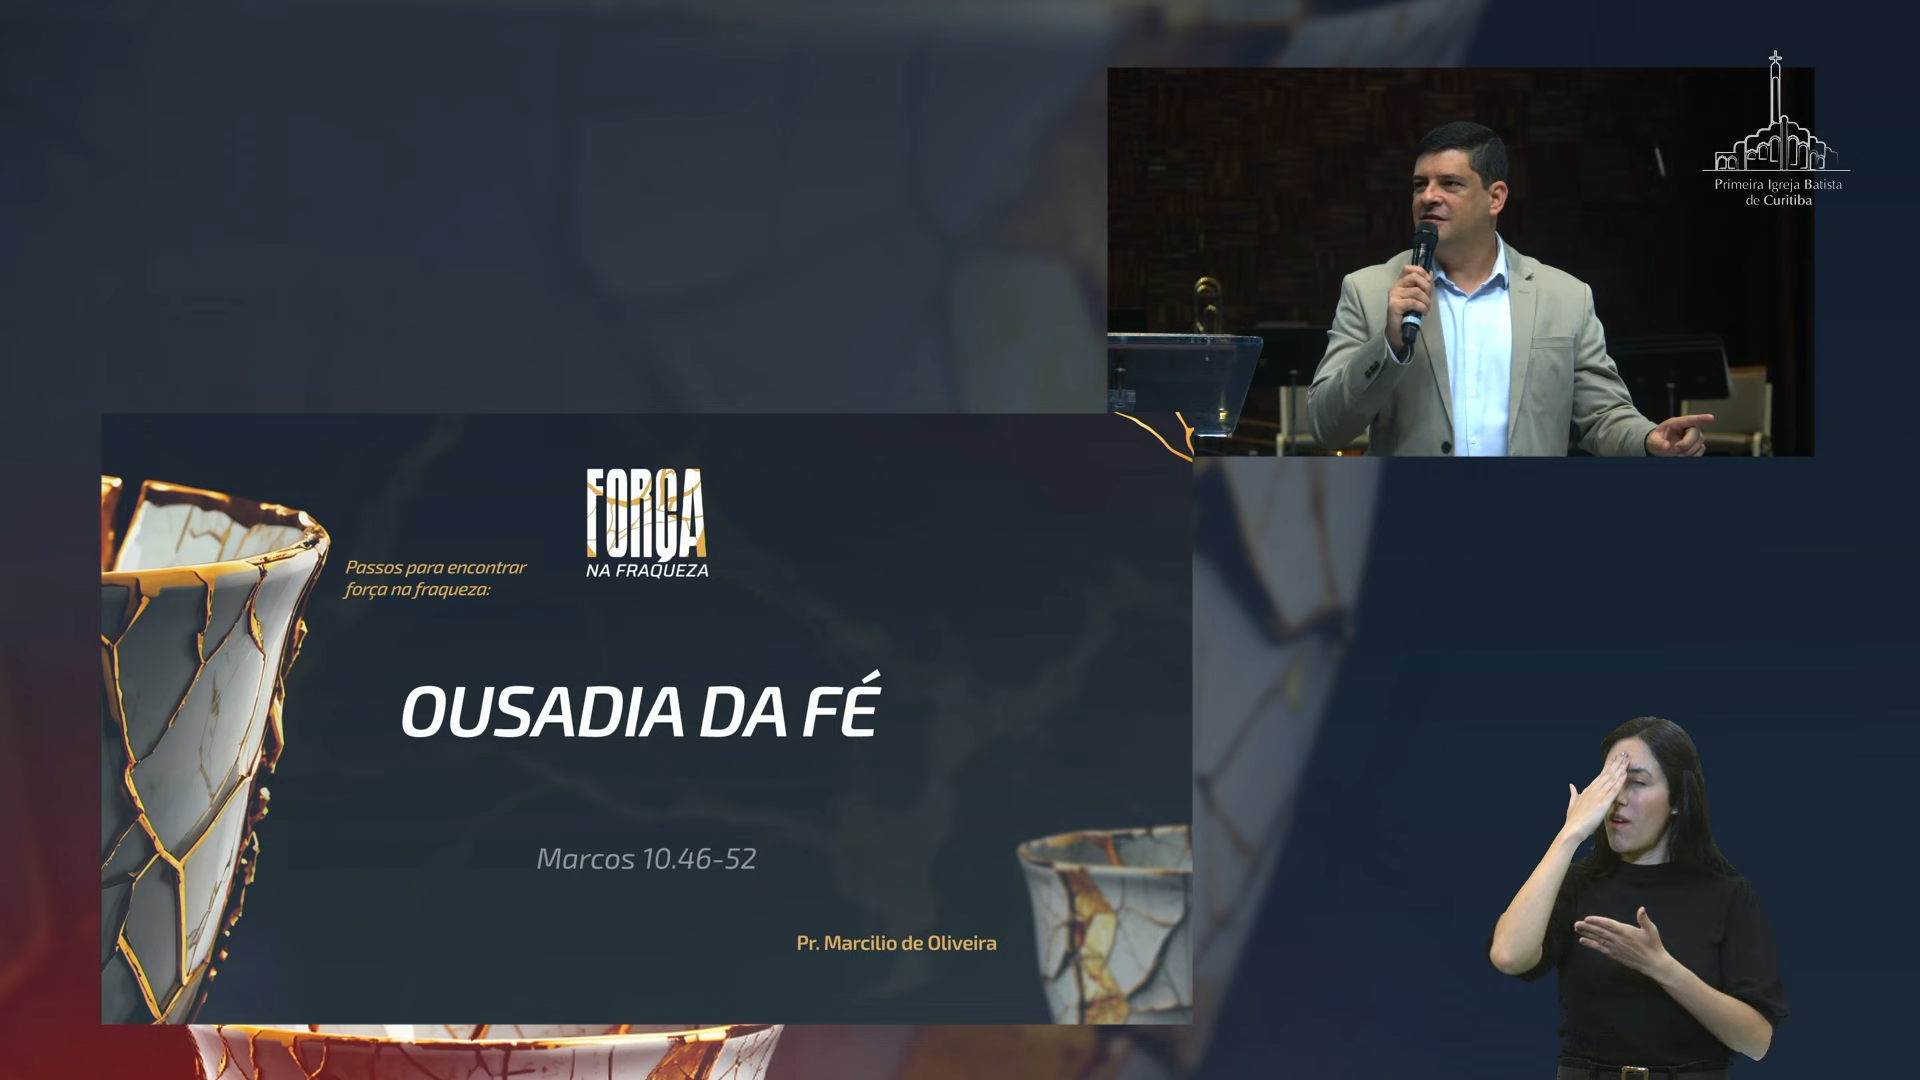 Primeira Igreja Batista
de Curitiba
FORÇA
NA FRAQUEZA
Passos para encontrar
força na fraqueza:
OUSADIA DA FÉ
Marcos 10.46-52
Pr. Marcilio de Oliveira